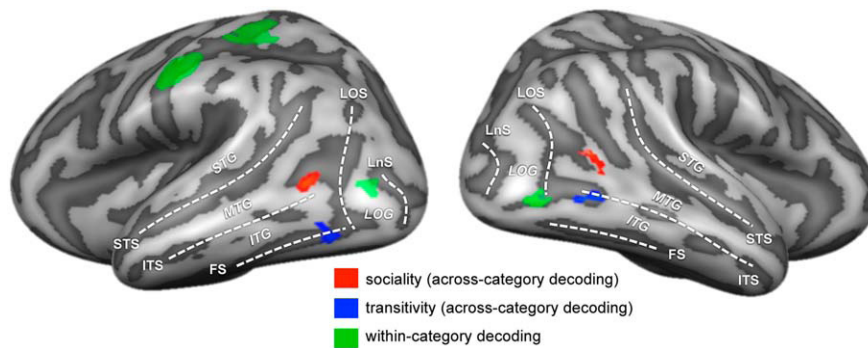 LOS
LnS
STG
LOG
MTG
ITG
STS
ITS
FS
LOS
LnS
STG
LOG
MTG
ITG
STS
FS
ITS
sociality (across-category decoding)
transitivity (across-category decoding)
within-category decoding